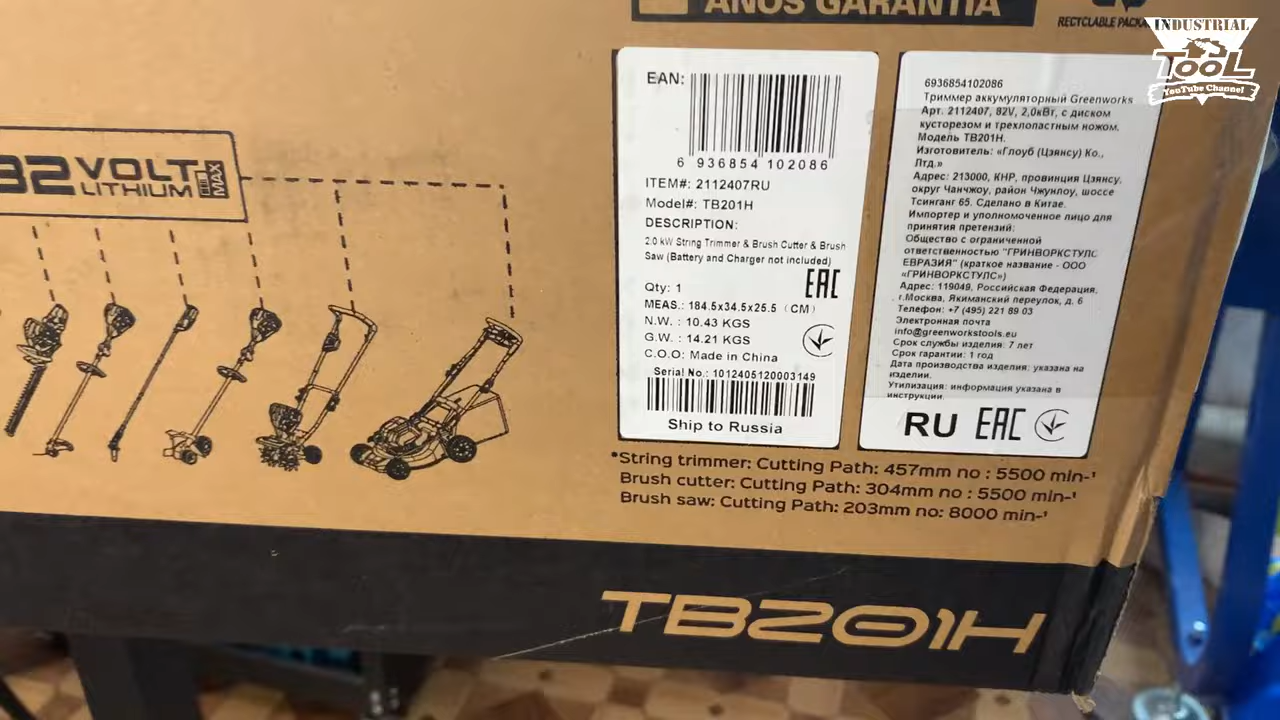 AÑOS GARANTÍA
RECYCLABLE
INDUSTRIAL
TOOL
YouTube Channel
82 VOLT
LITHIUM
MAX
EAN:
6 936854 102086
ITEM#: 2112407RU
Model#: TB201H
DESCRIPTION:
2.0 kW String Trimmer & Brush Cutter & Brush
Saw (Battery and Charger not included)
EAC
Qty: 1
MEAS.: 184.5x34.5x25.5 (CM)
N.W. : 10.43 KGS
G.W. : 14.21 KGS
C.O.O: Made in China
Serial No.: 1012405120003149
Ship to Russia
6936854102086
Триммер аккумуляторный Greenworks
Арт. 2112407, 82V, 2,0кВт, с диском
кусторезом и трехлопастным ножом.
Модель TB201H.
Изготовитель: «Глоуб (Цзянсу) Ко.,
Лтд.»
Адрес: 213000, КНР, провинция Цзянсу,
округ Чанчжоу, район Чжунлоу, шоссе
Тсинганг 65. Сделано в Китае.
Импортер и уполномоченное лицо для
принятия претензий:
Общество с ограниченной
ответственностью "ГРИНВОРКСТУЛС
ЕВРАЗИЯ" (краткое название - ООО
«ГРИНВОРКСТУЛС»)
Адрес: 119049, Российская Федерация,
г.Москва, Якиманский переулок, д. 6
Телефон: +7 (495) 221 89 03
Электронная почта
info@greenworkstools.eu
Срок службы изделия: 7 лет
Срок гарантии: 1 год
Дата производства изделия: указана на
изделии.
Утилизация: информация указана в
инструкции.
RU EAC
*String trimmer: Cutting Path: 457mm no : 5500 min-¹
Brush cutter: Cutting Path: 304mm no : 5500 min-¹
Brush saw: Cutting Path: 203mm no: 8000 min-¹
TB201H